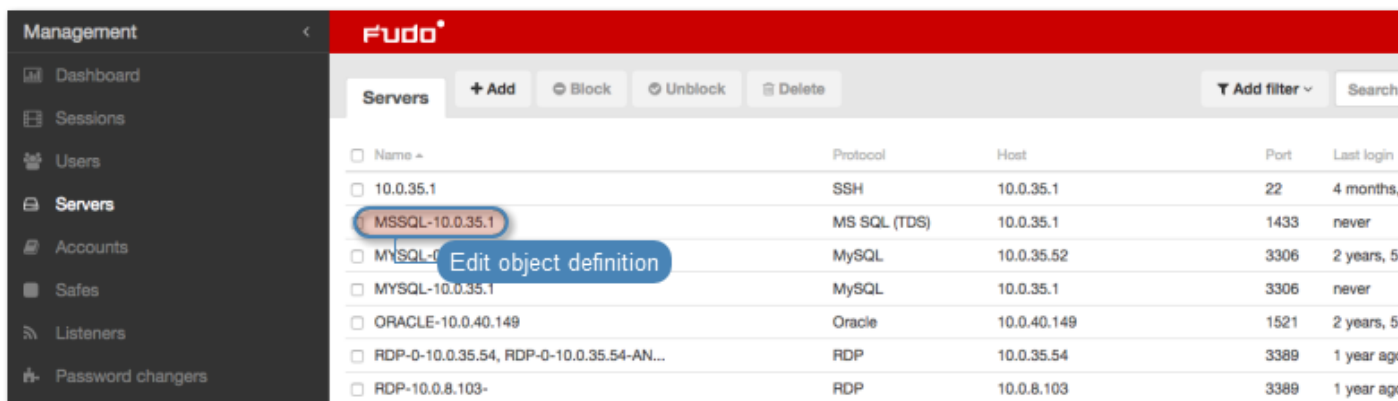 Management
Fudo
Dashboard
Sessions
Users
Servers
Accounts
Safes
Listeners
Password changers
Servers + Add Block Unblock Delete Add filter Search
Name Protocol Host Port Last login
10.0.35.1 SSH 10.0.35.1 22 4 months,
MSSQL-10.0.35.1 MS SQL (TDS) 10.0.35.1 1433 never
Edit object definition
MySQL 10.0.35.52 3306 2 years, 5
MYSQL-10.0.35.1 MySQL 10.0.35.1 3306 never
ORACLE-10.0.40.149 Oracle 10.0.40.149 1521 2 years, 5
RDP-0-10.0.35.54, RDP-0-10.0.35.54-AN... RDP 10.0.35.54 3389 1 year ago
RDP-10.0.8.103- RDP 10.0.8.103 3389 1 year ago